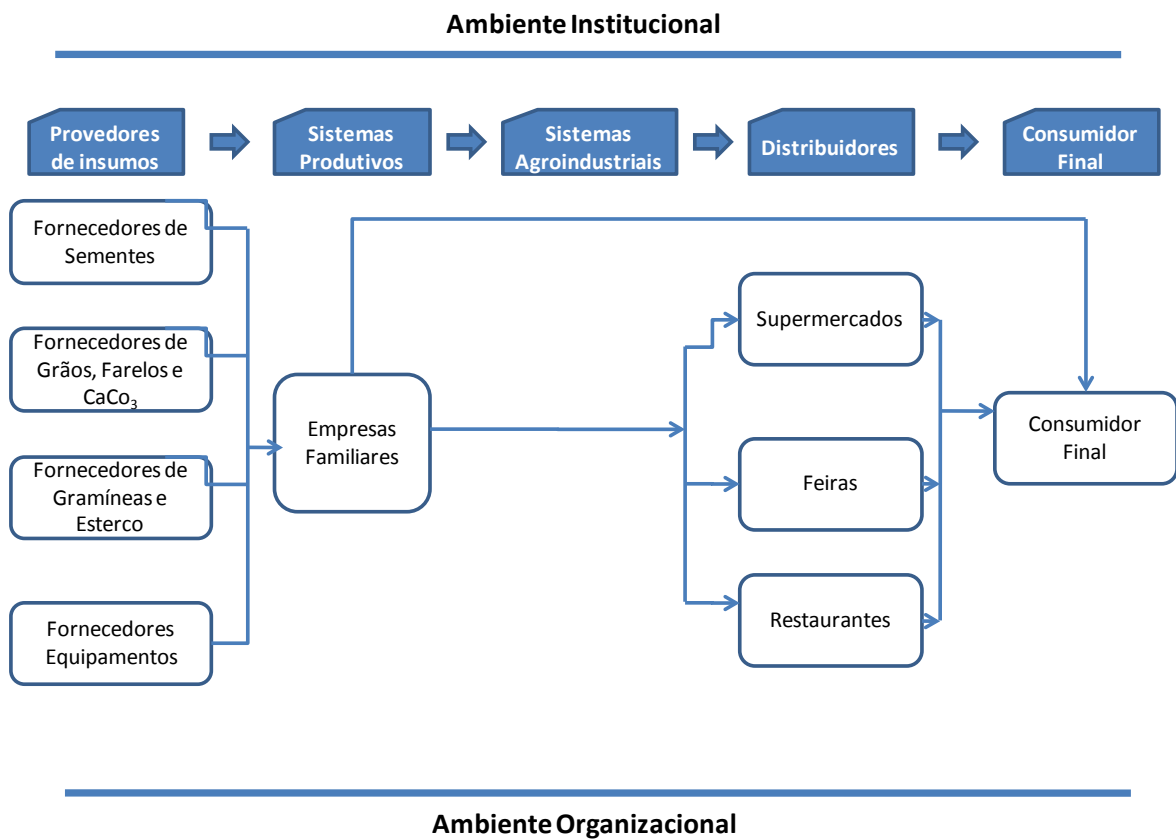 Ambiente Institucional
Provedores
de insumos
Sistemas
Produtivos
Sistemas
Agroindustriais
Distribuidores
Consumidor
Final
Fornecedores de
Sementes
Fornecedores de
Grãos, Farelos e
CaCo₃
Fornecedores de
Gramíneas e
Esterco
Fornecedores
Equipamentos
Empresas
Familiares
Supermercados
Feiras
Restaurantes
Consumidor
Final
Ambiente Organizacional